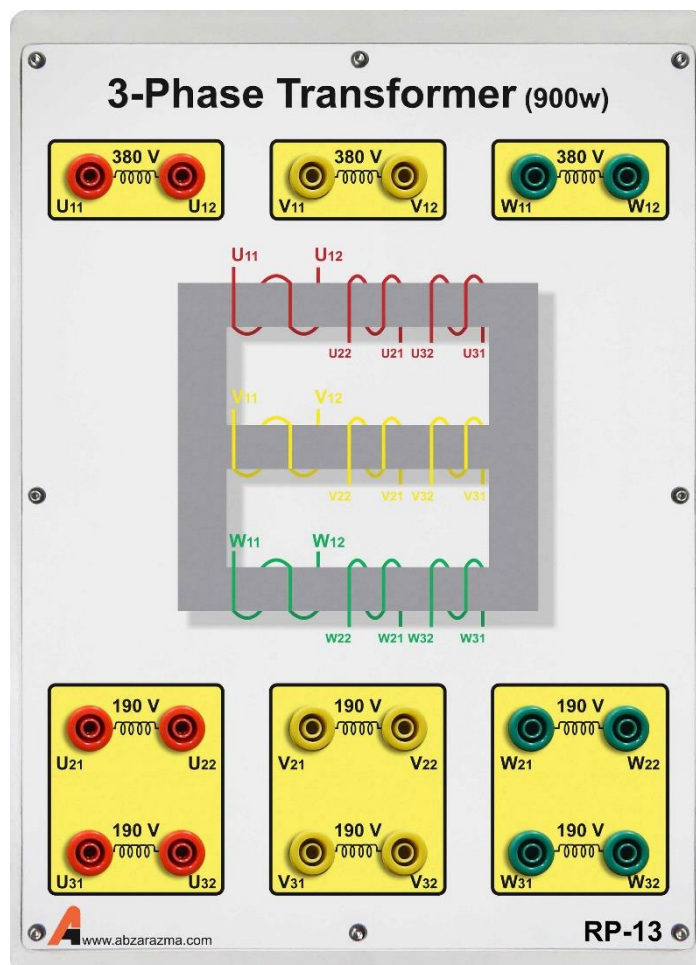 3-Phase Transformer (900w)
380 V 380 V 380 V
U11 U12 V11 V12 W11 W12
U11 U12
U22 U21 U32 U31
V11 V12
V22 V21 V32 V31
W11 W12
W22 W21 W32 W31
190 V 190 V 190 V
U21 U22 V21 V22 W21 W22
190 V 190 V 190 V
U31 U32 V31 V32 W31 W32
www.abzarazma.com RP-13